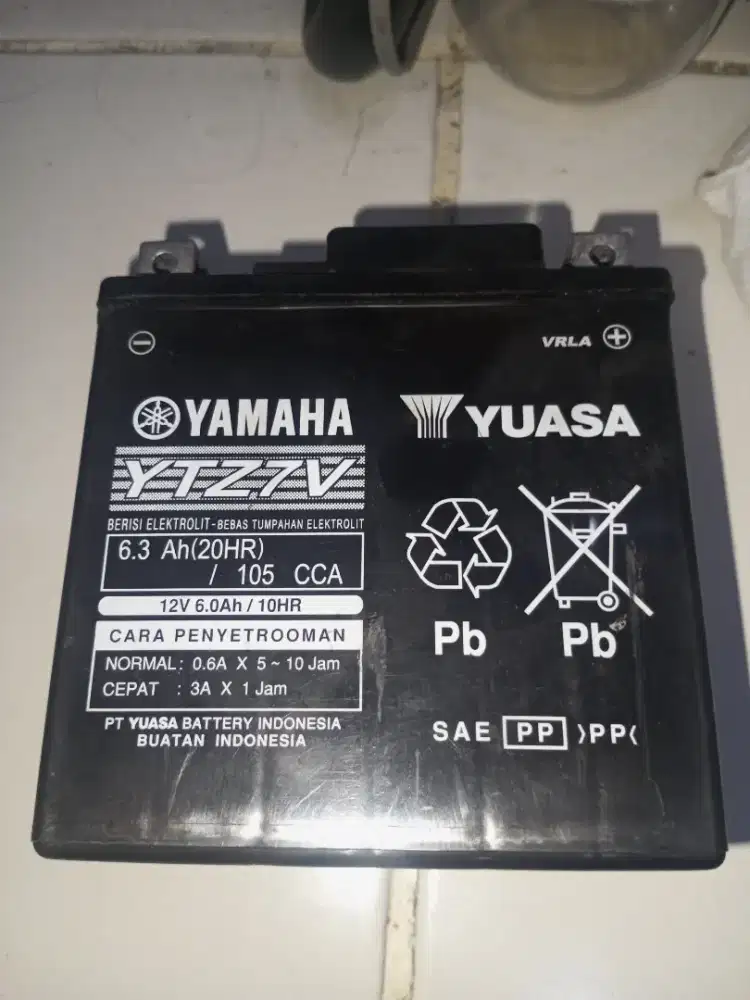 VRLA
YAMAHA
YTZ7V
BERISI ELEKTROLIT-BEBAS TUMPAHAN ELEKTROLIT
6.3 Ah(20HR)
/ 105 CCA
12V 6.0Ah / 10HR
CARA PENYETROOMAN
NORMAL : 0.6A X 5 ~ 10 Jam
CEPAT : 3A X 1 Jam
PT YUASA BATTERY INDONESIA
BUATAN INDONESIA
YUASA
Pb
Pb
SAE PP >PP<